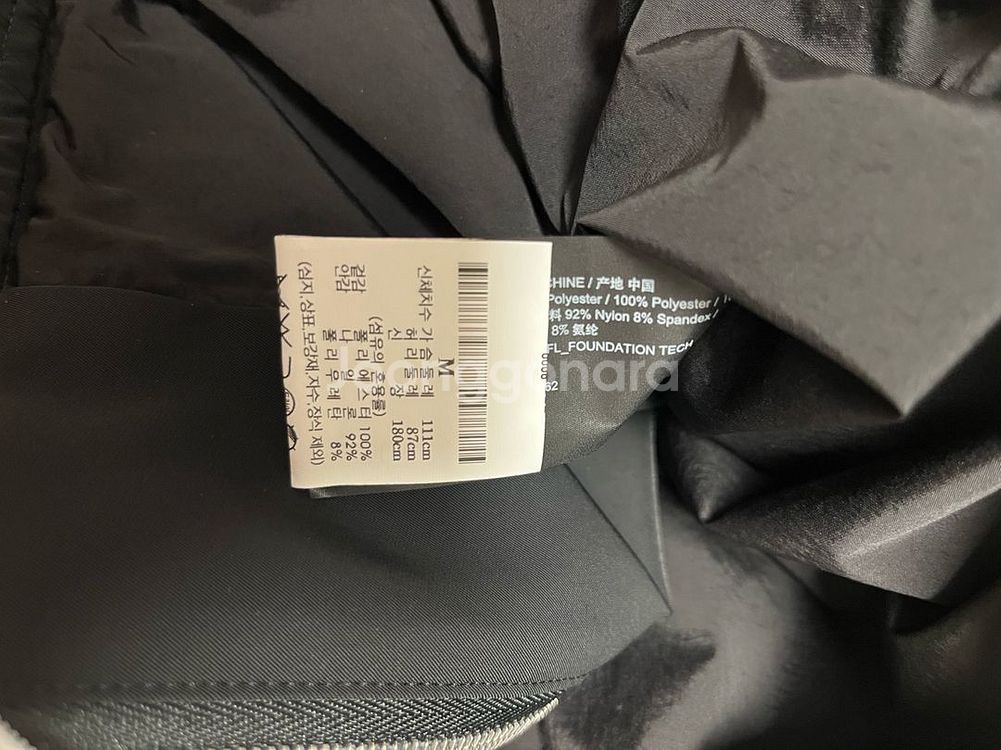 M
신체치수 가슴둘레 111cm
허리둘레 87cm
신 장 180cm
(섬유의 혼용률)
겉감 폴리에스터 100%
안감 나 일 론 92%
폴리우레탄 8%
(심지,상표,보강재,자수,장식 제외)
CHINE / 产地 中国
Polyester / 100% Polyester /
料 92% Nylon 8% Spandex /
8% 氨纶
FL_FOUNDATION TECH
62